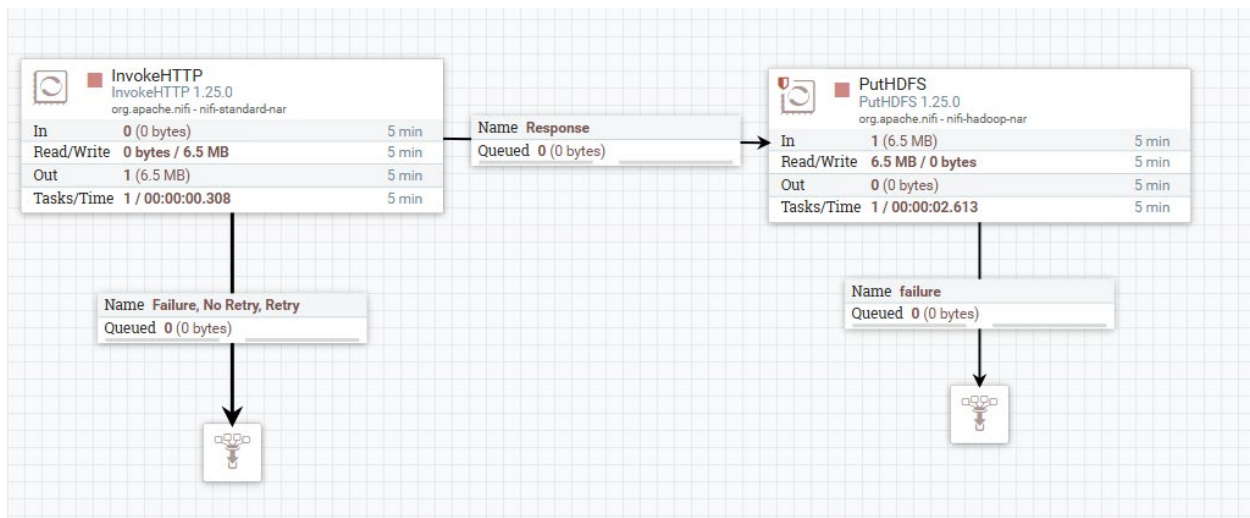 InvokeHTTP
InvokeHTTP 1.25.0
org.apache.nifi - nifi-standard-nar
In 0 (0 bytes) 5 min
Read/Write 0 bytes / 6.5 MB 5 min
Out 1 (6.5 MB) 5 min
Tasks/Time 1 / 00:00:00.308 5 min
Name Response
Queued 0 (0 bytes)
PutHDFS
PutHDFS 1.25.0
org.apache.nifi - nifi-hadoop-nar
In 1 (6.5 MB) 5 min
Read/Write 6.5 MB / 0 bytes 5 min
Out 0 (0 bytes) 5 min
Tasks/Time 1 / 00:00:02.613 5 min
Name Failure, No Retry, Retry
Queued 0 (0 bytes)
Name failure
Queued 0 (0 bytes)